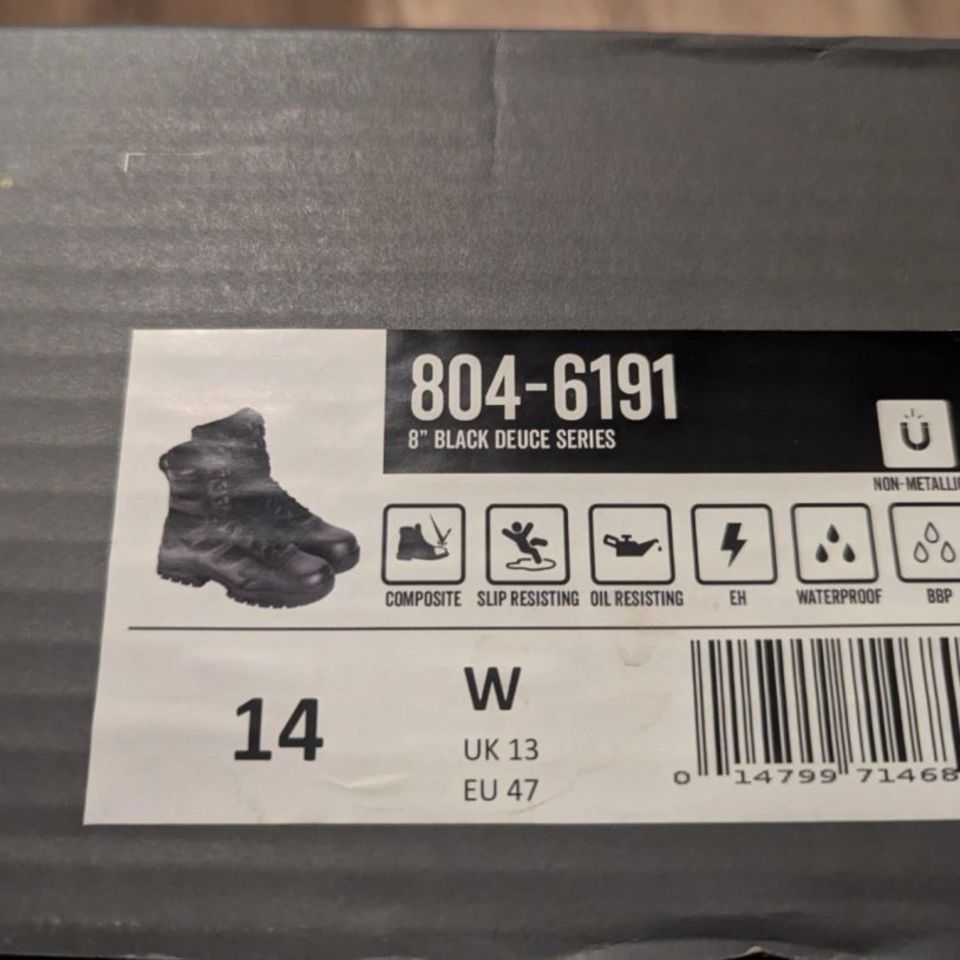 804-6191
8" BLACK DEUCE SERIES
NON-METALLI
COMPOSITE SLIP RESISTING OIL RESISTING EH WATERPROOF BBP
14
W
UK 13
EU 47
0 14799 71468